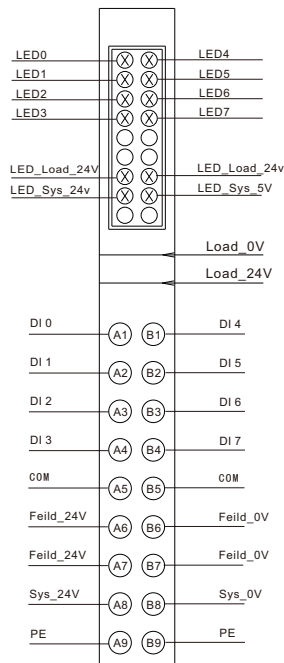 LED0 LED4
LED1 LED5
LED2 LED6
LED3 LED7
LED_Load_24V LED_Load_24v
LED_Sys_24v LED_Sys_5V
Load_0V
Load_24V
DI 0 A1 B1 DI 4
DI 1 A2 B2 DI 5
DI 2 A3 B3 DI 6
DI 3 A4 B4 DI 7
COM A5 B5 COM
Feild_24V A6 B6 Feild_0V
Feild_24V A7 B7 Feild_0V
Sys_24V A8 B8 Sys_0V
PE A9 B9 PE